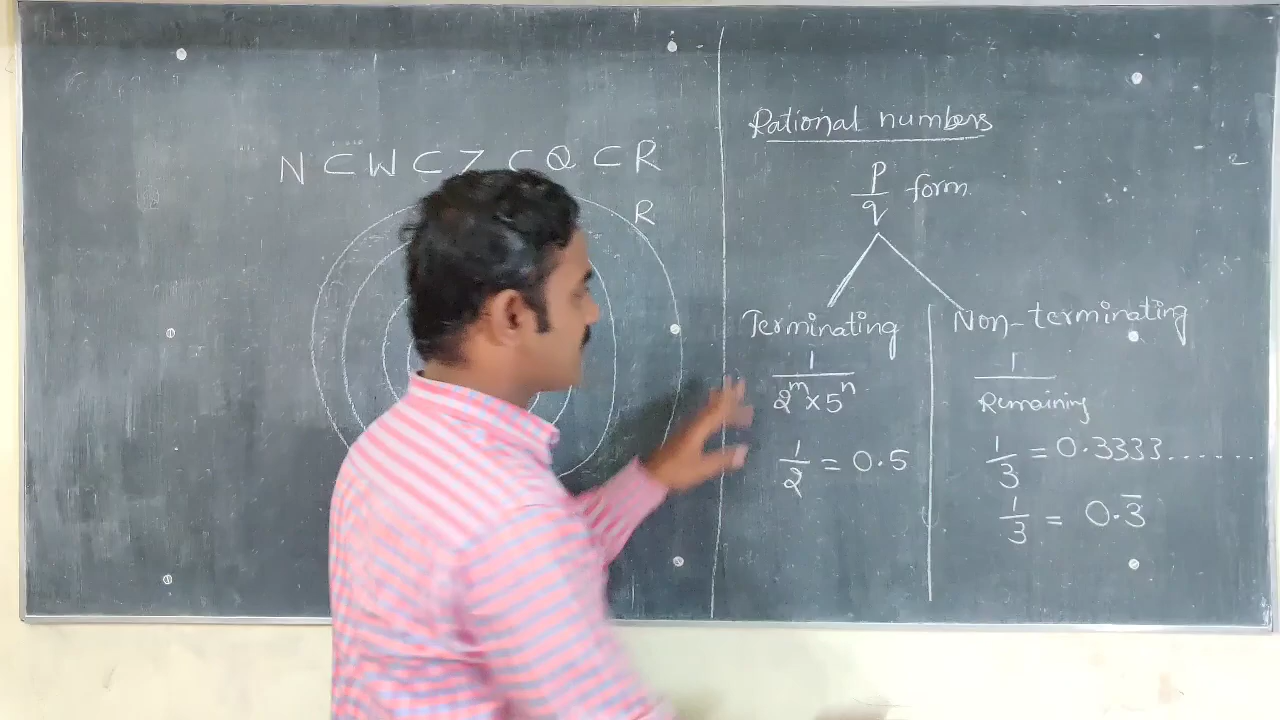 N ⊂ W ⊂ Z ⊂ Q ⊂ R
R
Rational numbers
p/q form
Terminating
1/2^m × 5^n
1/2 = 0.5
Non-terminating
1/Remaining
1/3 = 0.3333........
1/3 = 0.3̅
2